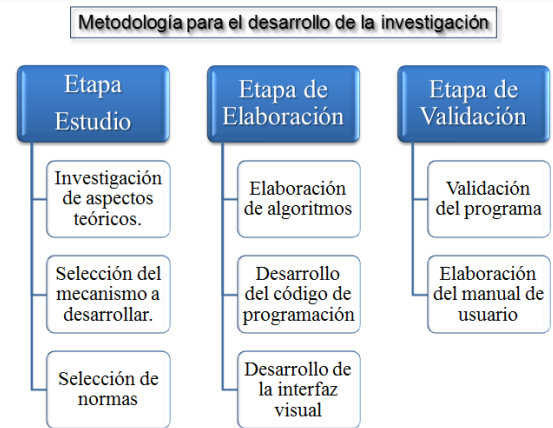 Metodología para el desarrollo de la investigación
Etapa
Estudio
Investigación
de aspectos
teóricos.
Selección del
mecanismo a
desarrollar.
Selección de
normas
Etapa de
Elaboración
Elaboración
de algoritmos
Desarrollo
del código de
programación
Desarrollo de
la interfaz
visual
Etapa de
Validación
Validación
del programa
Elaboración
del manual de
usuario